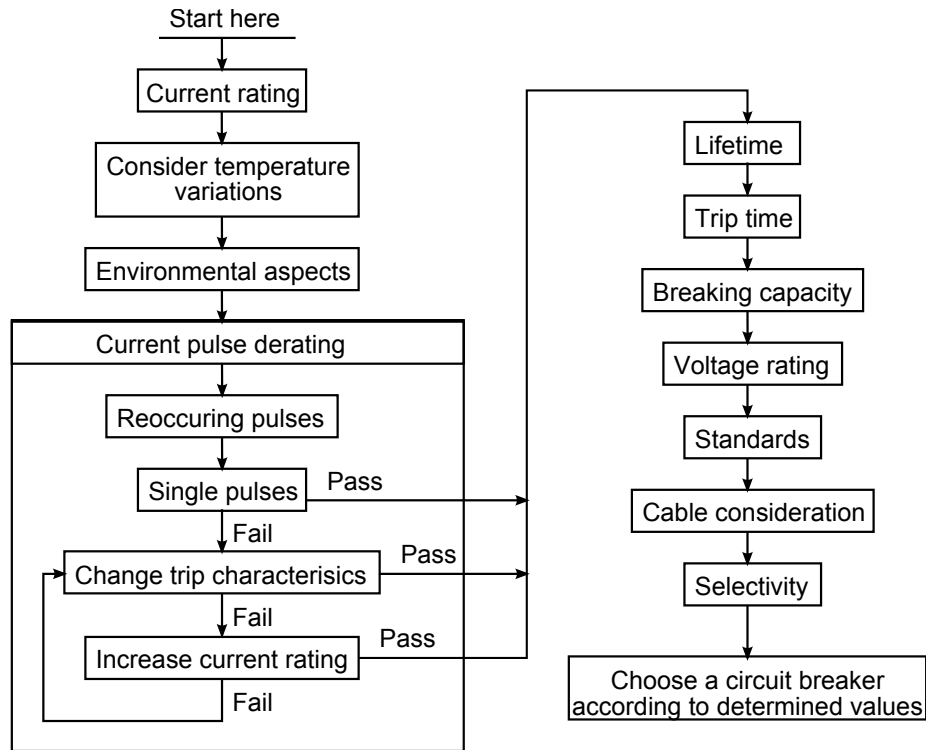 Start here
Current rating
Consider temperature
variations
Environmental aspects
Current pulse derating
Reoccuring pulses
Single pulses
Pass
Fail
Change trip characterisics
Pass
Fail
Increase current rating
Pass
Fail
Lifetime
Trip time
Breaking capacity
Voltage rating
Standards
Cable consideration
Selectivity
Choose a circuit breaker
according to determined values